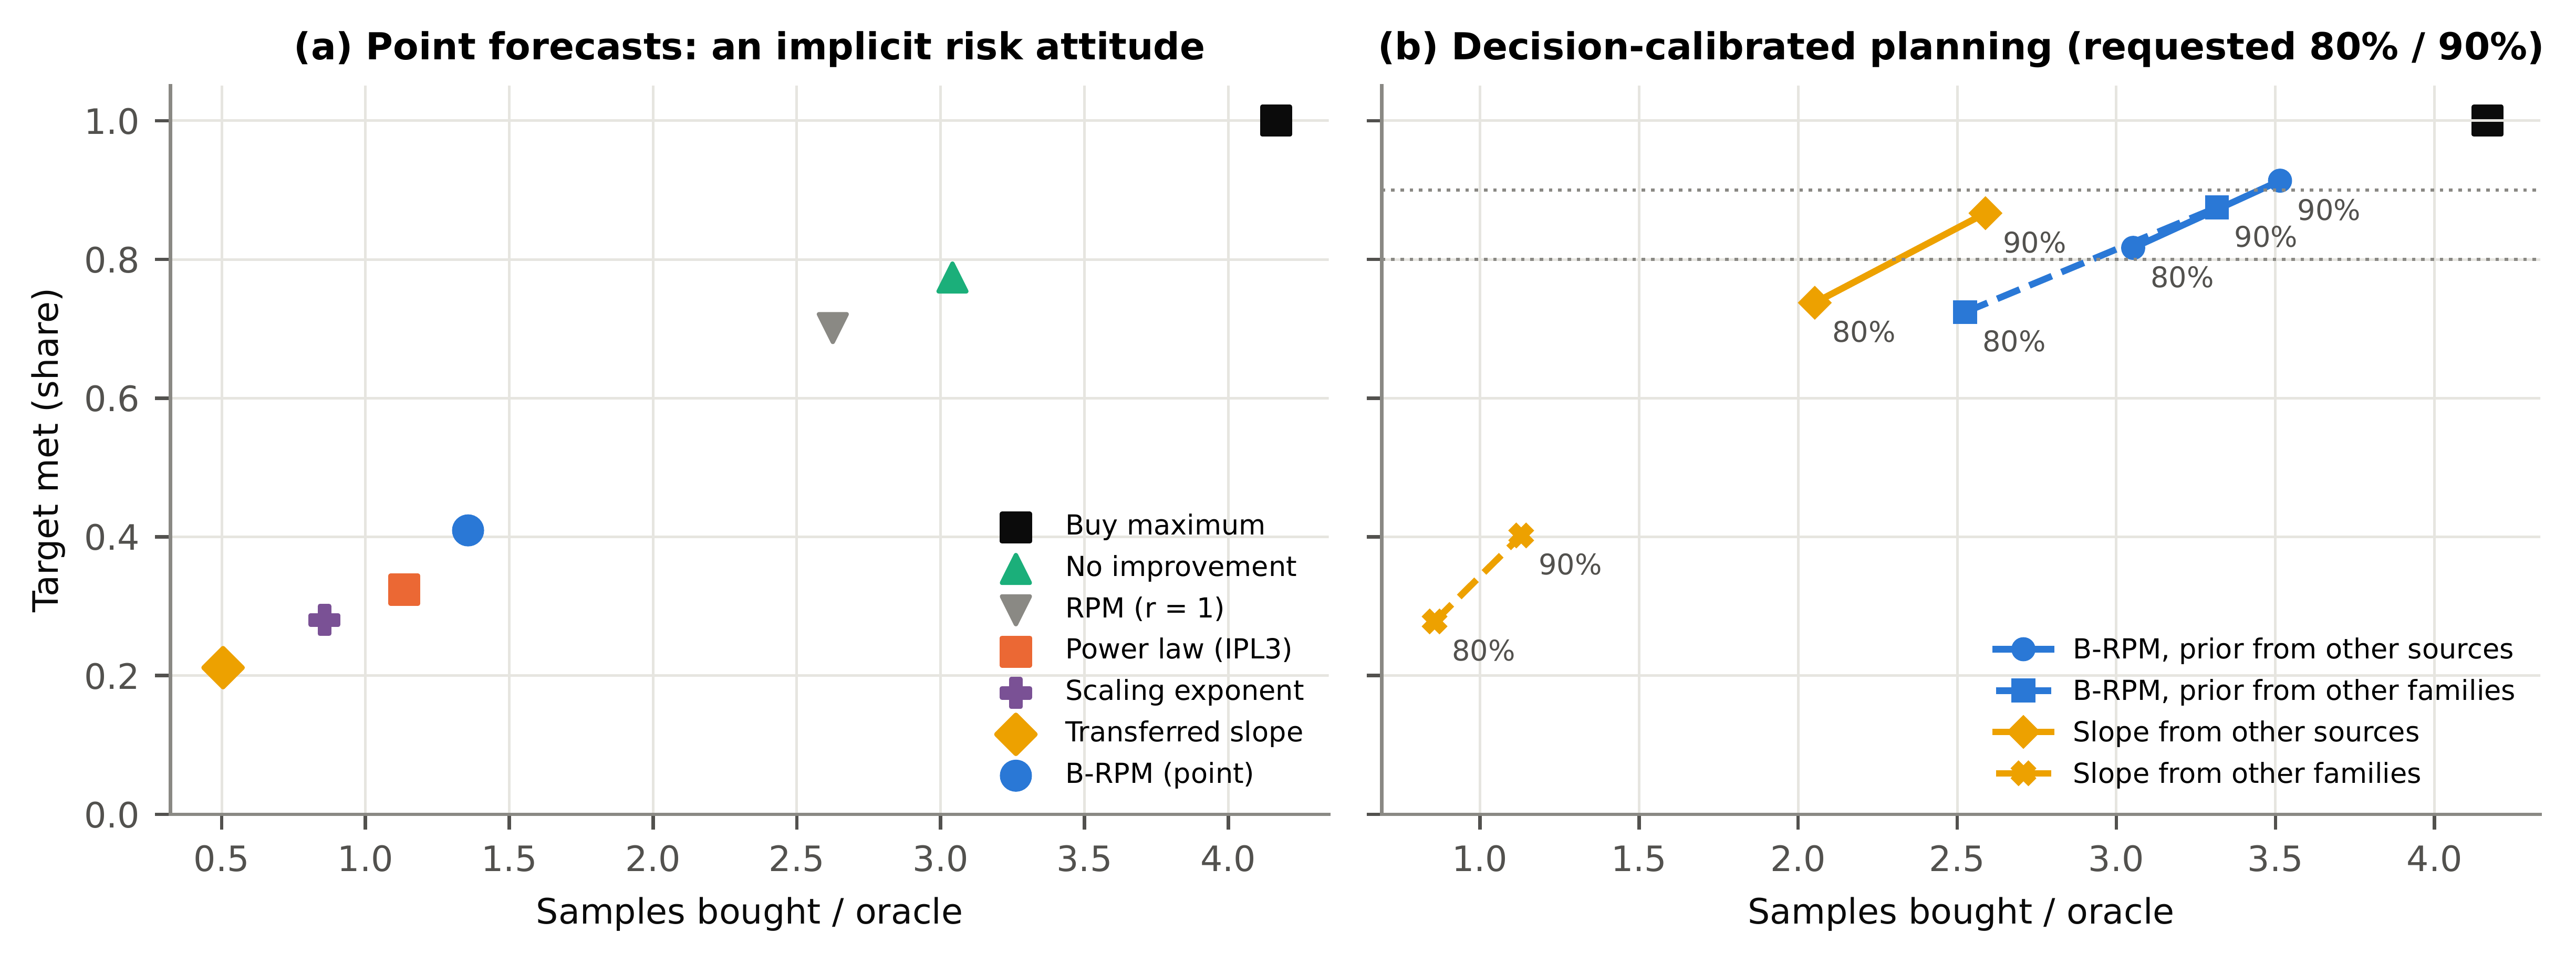 (a) Point forecasts: an implicit risk attitude
Target met (share)
1.0
0.8
0.6
0.4
0.2
0.0
0.5
1.0
1.5
2.0
2.5
3.0
3.5
4.0
Samples bought / oracle
Buy maximum
No improvement
RPM (r = 1)
Power law (IPL3)
Scaling exponent
Transferred slope
B-RPM (point)
(b) Decision-calibrated planning (requested 80% / 90%)
90%
90%
90%
80%
80%
80%
90%
80%
B-RPM, prior from other sources
B-RPM, prior from other families
Slope from other sources
Slope from other families
1.0
1.5
2.0
2.5
3.0
3.5
4.0
Samples bought / oracle